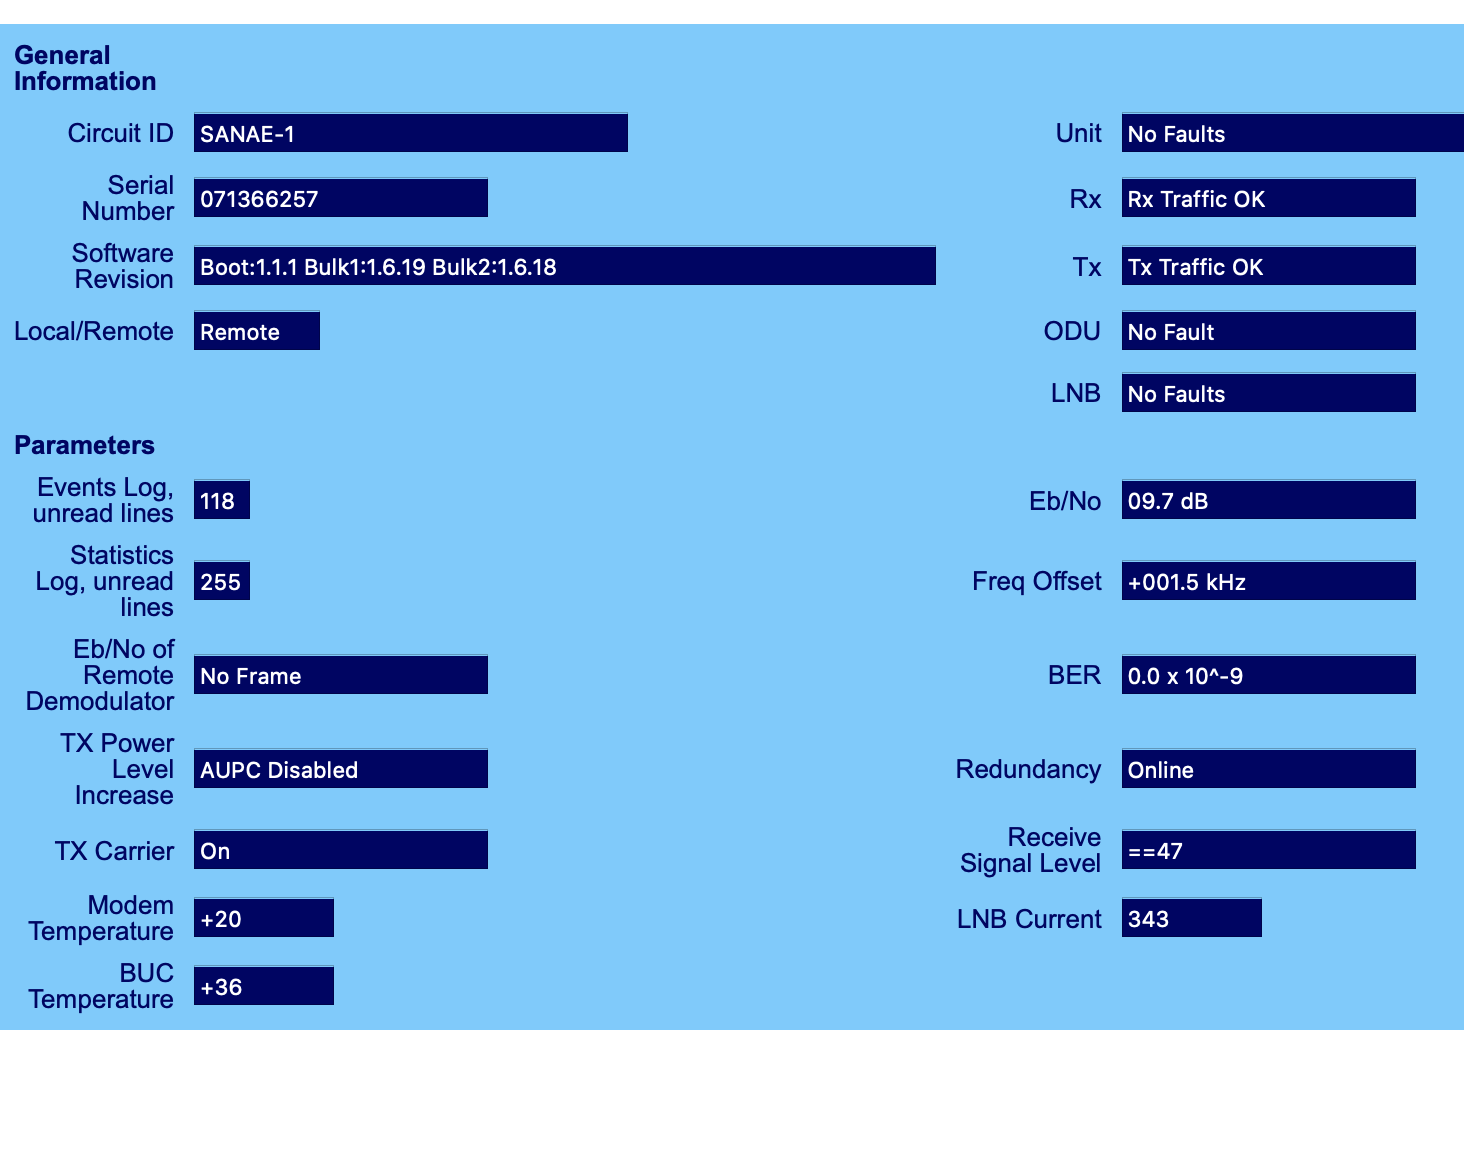 General
Information
Circuit ID SANAE-1 Unit No Faults
Serial
Number 071366257 Rx Rx Traffic OK
Software
Revision Boot:1.1.1 Bulk1:1.6.19 Bulk2:1.6.18 Tx Tx Traffic OK
Local/Remote Remote ODU No Fault
LNB No Faults
Parameters
Events Log,
unread lines 118 Eb/No 09.7 dB
Statistics
Log, unread
lines 255 Freq Offset +001.5 kHz
Eb/No of
Remote
Demodulator No Frame BER 0.0 x 10^-9
TX Power
Level
Increase AUPC Disabled Redundancy Online
TX Carrier On Receive
Signal Level ==47
Modem
Temperature +20 LNB Current 343
BUC
Temperature +36